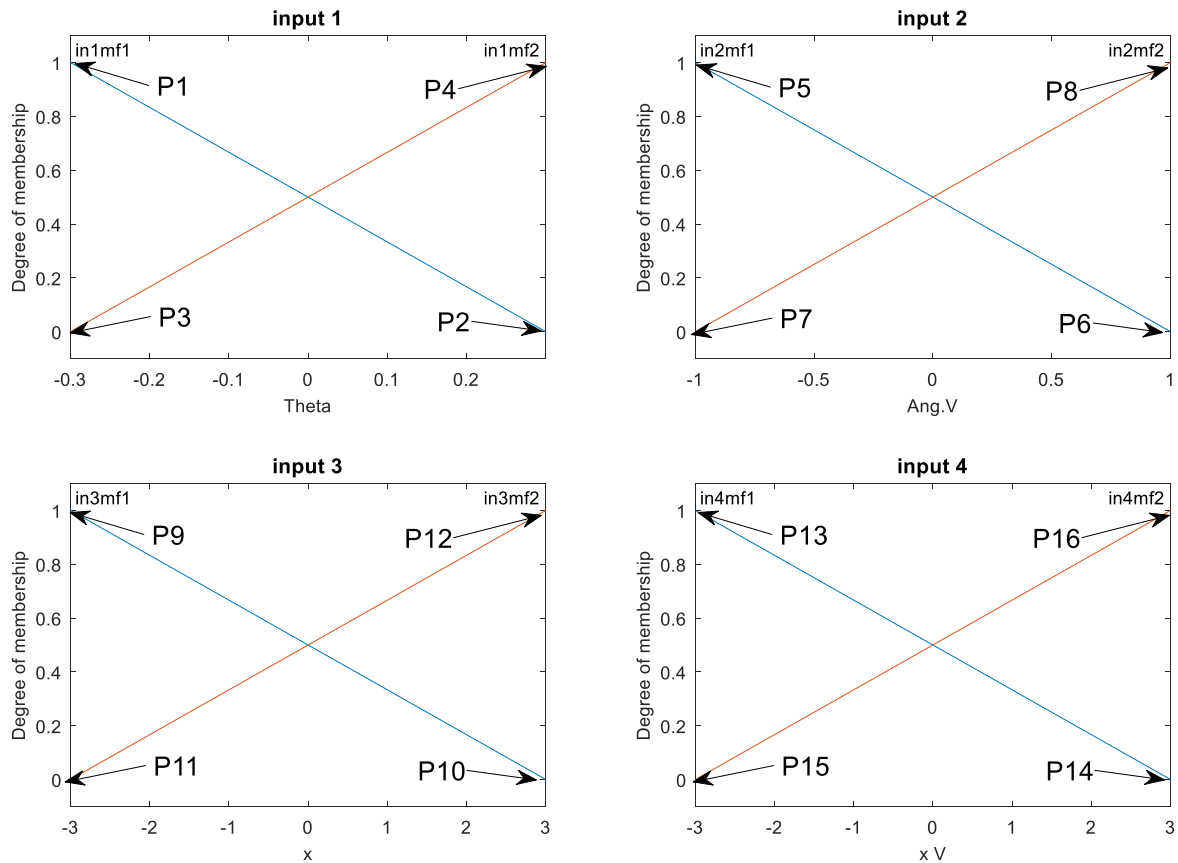 input 1
in1mf1 in1mf2
P1 P4
P3 P2
Degree of membership
1
0.8
0.6
0.4
0.2
0
-0.3 -0.2 -0.1 0 0.1 0.2
Theta
input 2
in2mf1 in2mf2
P5 P8
P7 P6
Degree of membership
1
0.8
0.6
0.4
0.2
0
-1 -0.5 0 0.5 1
Ang.V
input 3
in3mf1 in3mf2
P9 P12
P11 P10
Degree of membership
1
0.8
0.6
0.4
0.2
0
-3 -2 -1 0 1 2 3
x
input 4
in4mf1 in4mf2
P13 P16
P15 P14
Degree of membership
1
0.8
0.6
0.4
0.2
0
-3 -2 -1 0 1 2 3
x V